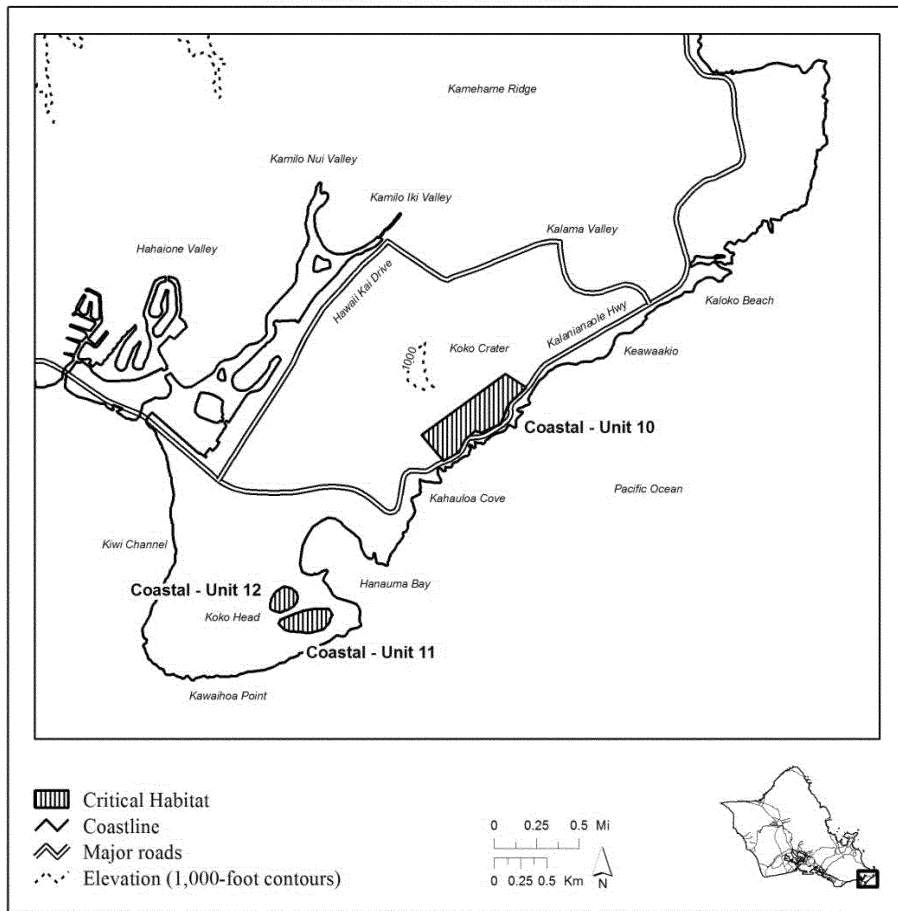 Kamehame Ridge
Kamilo Nui Valley
Kamilo Iki Valley
Hahaione Valley
Kalama Valley
Hawaii Kai Drive
Kalanianaole Hwy
Kaloko Beach
Keawaakio
1000
Koko Crater
Coastal - Unit 10
Pacific Ocean
Kahauloa Cove
Kiwi Channel
Hanauma Bay
Coastal - Unit 12
Koko Head
Coastal - Unit 11
Kawaihoa Point
Critical Habitat
Coastline
Major roads
Elevation (1,000-foot contours)
0 0.25 0.5 Mi
0 0.25 0.5 Km
N